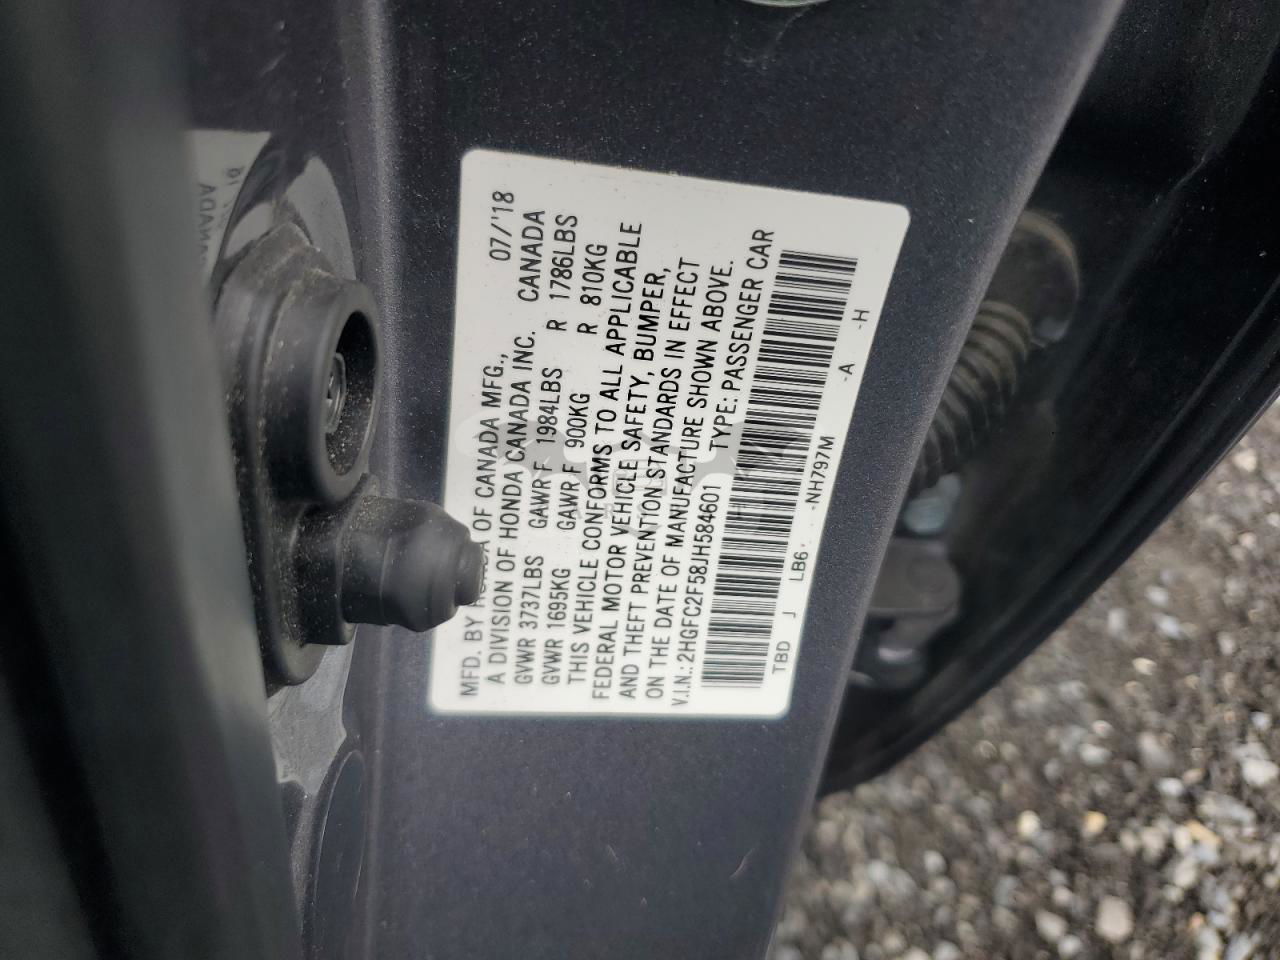 MFD. BY HONDA OF CANADA MFG., 07/'18
A DIVISION OF HONDA CANADA INC. CANADA
GVWR 3737LBS GAWR F 1984LBS R 1786LBS
GVWR 1695KG GAWR F 900KG R 810KG
THIS VEHICLE CONFORMS TO ALL APPLICABLE
FEDERAL MOTOR VEHICLE SAFETY, BUMPER,
AND THEFT PREVENTION STANDARDS IN EFFECT
ON THE DATE OF MANUFACTURE SHOWN ABOVE.
V.I.N.: 2HGFC2F58JH584601 TYPE: PASSENGER CAR
TBD J LB6 -NH797M -A -H